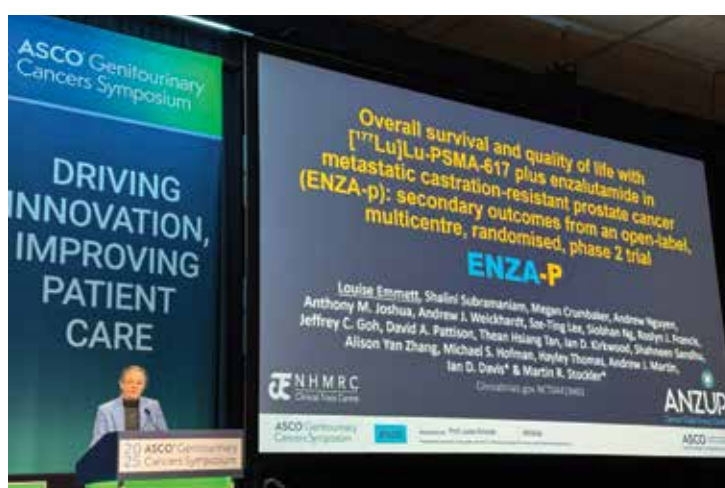 ASCO Genitourinary
Cancers Symposium
DRIVING
INNOVATION,
IMPROVING
PATIENT
CARE
2025 ASCO Genitourinary
Cancers Symposium
Overall survival and quality of life with
[¹⁷⁷Lu]Lu-PSMA-617 plus enzalutamide in
metastatic castration-resistant prostate cancer
(ENZA-p): secondary outcomes from an open-label,
multicentre, randomised, phase 2 trial
ENZA-P
Louise Emmett, Shalini Subramaniam, Megan Crumbaker, Andrew Nguyen,
Anthony M. Joshua, Andrew J. Weickhardt, Sze-Ting Lee, Siobhan Ng, Roslyn J. Francis,
Jeffrey C. Goh, David A. Pattison, Thean Hsiang Tan, Ian D. Kirkwood, Shahneen Sandhu,
Alison Yan Zhang, Michael S. Hofman, Hayley Thomas, Andrew J. Martin,
Ian D. Davis* & Martin R. Stockler*
NHMRC
Clinical Trials Centre
ANZUP
ASCO Genitourinary
Cancers Symposium
ASCO